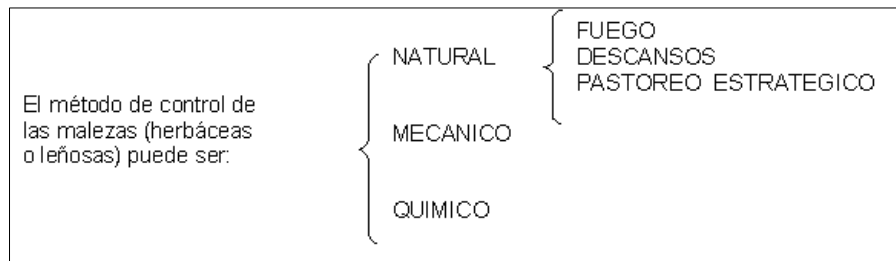 El método de control de
las malezas (herbáceas
o leñosas) puede ser:
NATURAL
FUEGO
DESCANSOS
PASTOREO ESTRATEGICO
MECANICO
QUIMICO